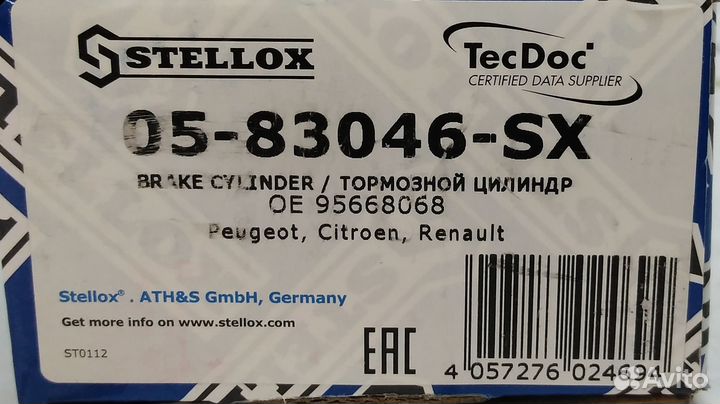 STELLOX
TecDoc
CERTIFIED DATA SUPPLIER
05-83046-SX
BRAKE CYLINDER / ТОРМОЗНОЙ ЦИЛИНДР
OE 95668068
Peugeot, Citroen, Renault
Stellox® . ATH&S GmbH, Germany
Get more info on www.stellox.com
ST0112
EAC
4 057276 024694
Avito